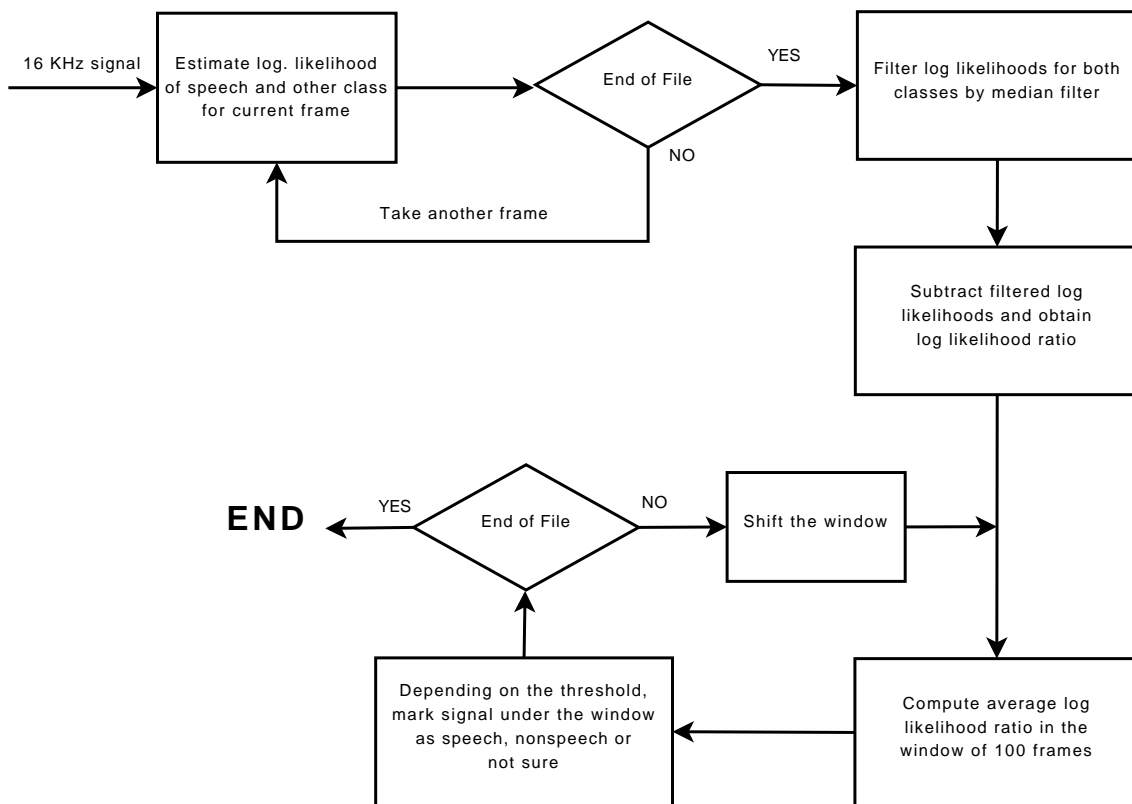 16 KHz signal
Estimate log. likelihood
of speech and other class
for current frame
End of File
YES
NO
Take another frame
Filter log likelihoods for both
classes by median filter
Subtract filtered log
likelihoods and obtain
log likelihood ratio
Compute average log
likelihood ratio in the
window of 100 frames
Depending on the threshold,
mark signal under the window
as speech, nonspeech or
not sure
End of File
NO
Shift the window
YES
END